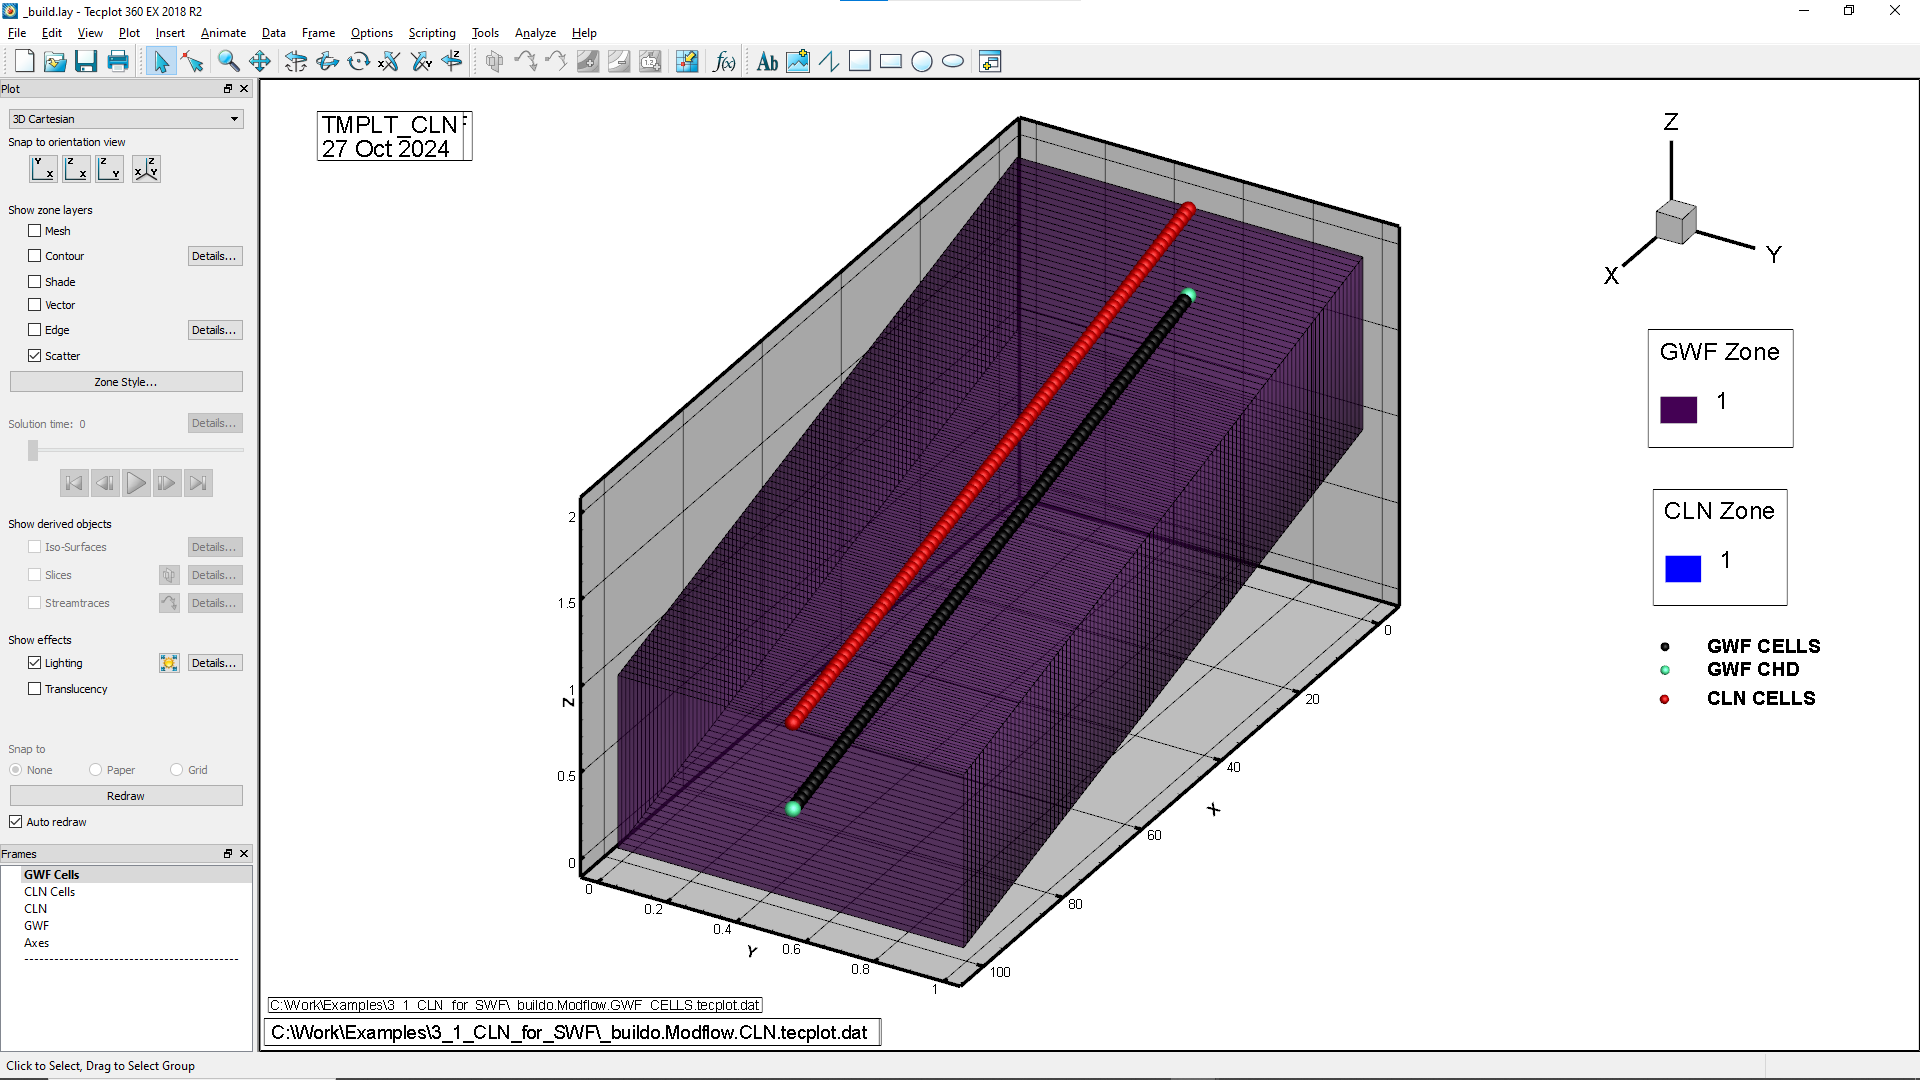 _build.lay - Tecplot 360 EX 2018 R2
File Edit View Plot Insert Animate Data Frame Options Scripting Tools Analyze Help
Plot
3D Cartesian
Snap to orientation view
Show zone layers
Mesh
Contour Details...
Shade
Vector
Edge Details...
Scatter
Zone Style...
Solution time: 0 Details...
Show derived objects
Iso-Surfaces Details...
Slices Details...
Streamtraces Details...
Show effects
Lighting Details...
Translucency
Snap to
None Paper Grid
Redraw
Auto redraw
Frames
GWF Cells
CLN Cells
CLN
GWF
Axes
Click to Select, Drag to Select Group
TMPLT_CLN
27 Oct 2024
Z
2
1.5
1
0.5
0
0
0.2
0.4
0.6
0.8
1
Y
0
20
40
60
80
100
X
Z
X
Y
GWF Zone
1
CLN Zone
1
GWF CELLS
GWF CHD
CLN CELLS
C:\Work\Examples\3_1_CLN_for_SWF\_buildo.Modflow.GWF_CELLS.tecplot.dat
C:\Work\Examples\3_1_CLN_for_SWF\_buildo.Modflow.CLN.tecplot.dat